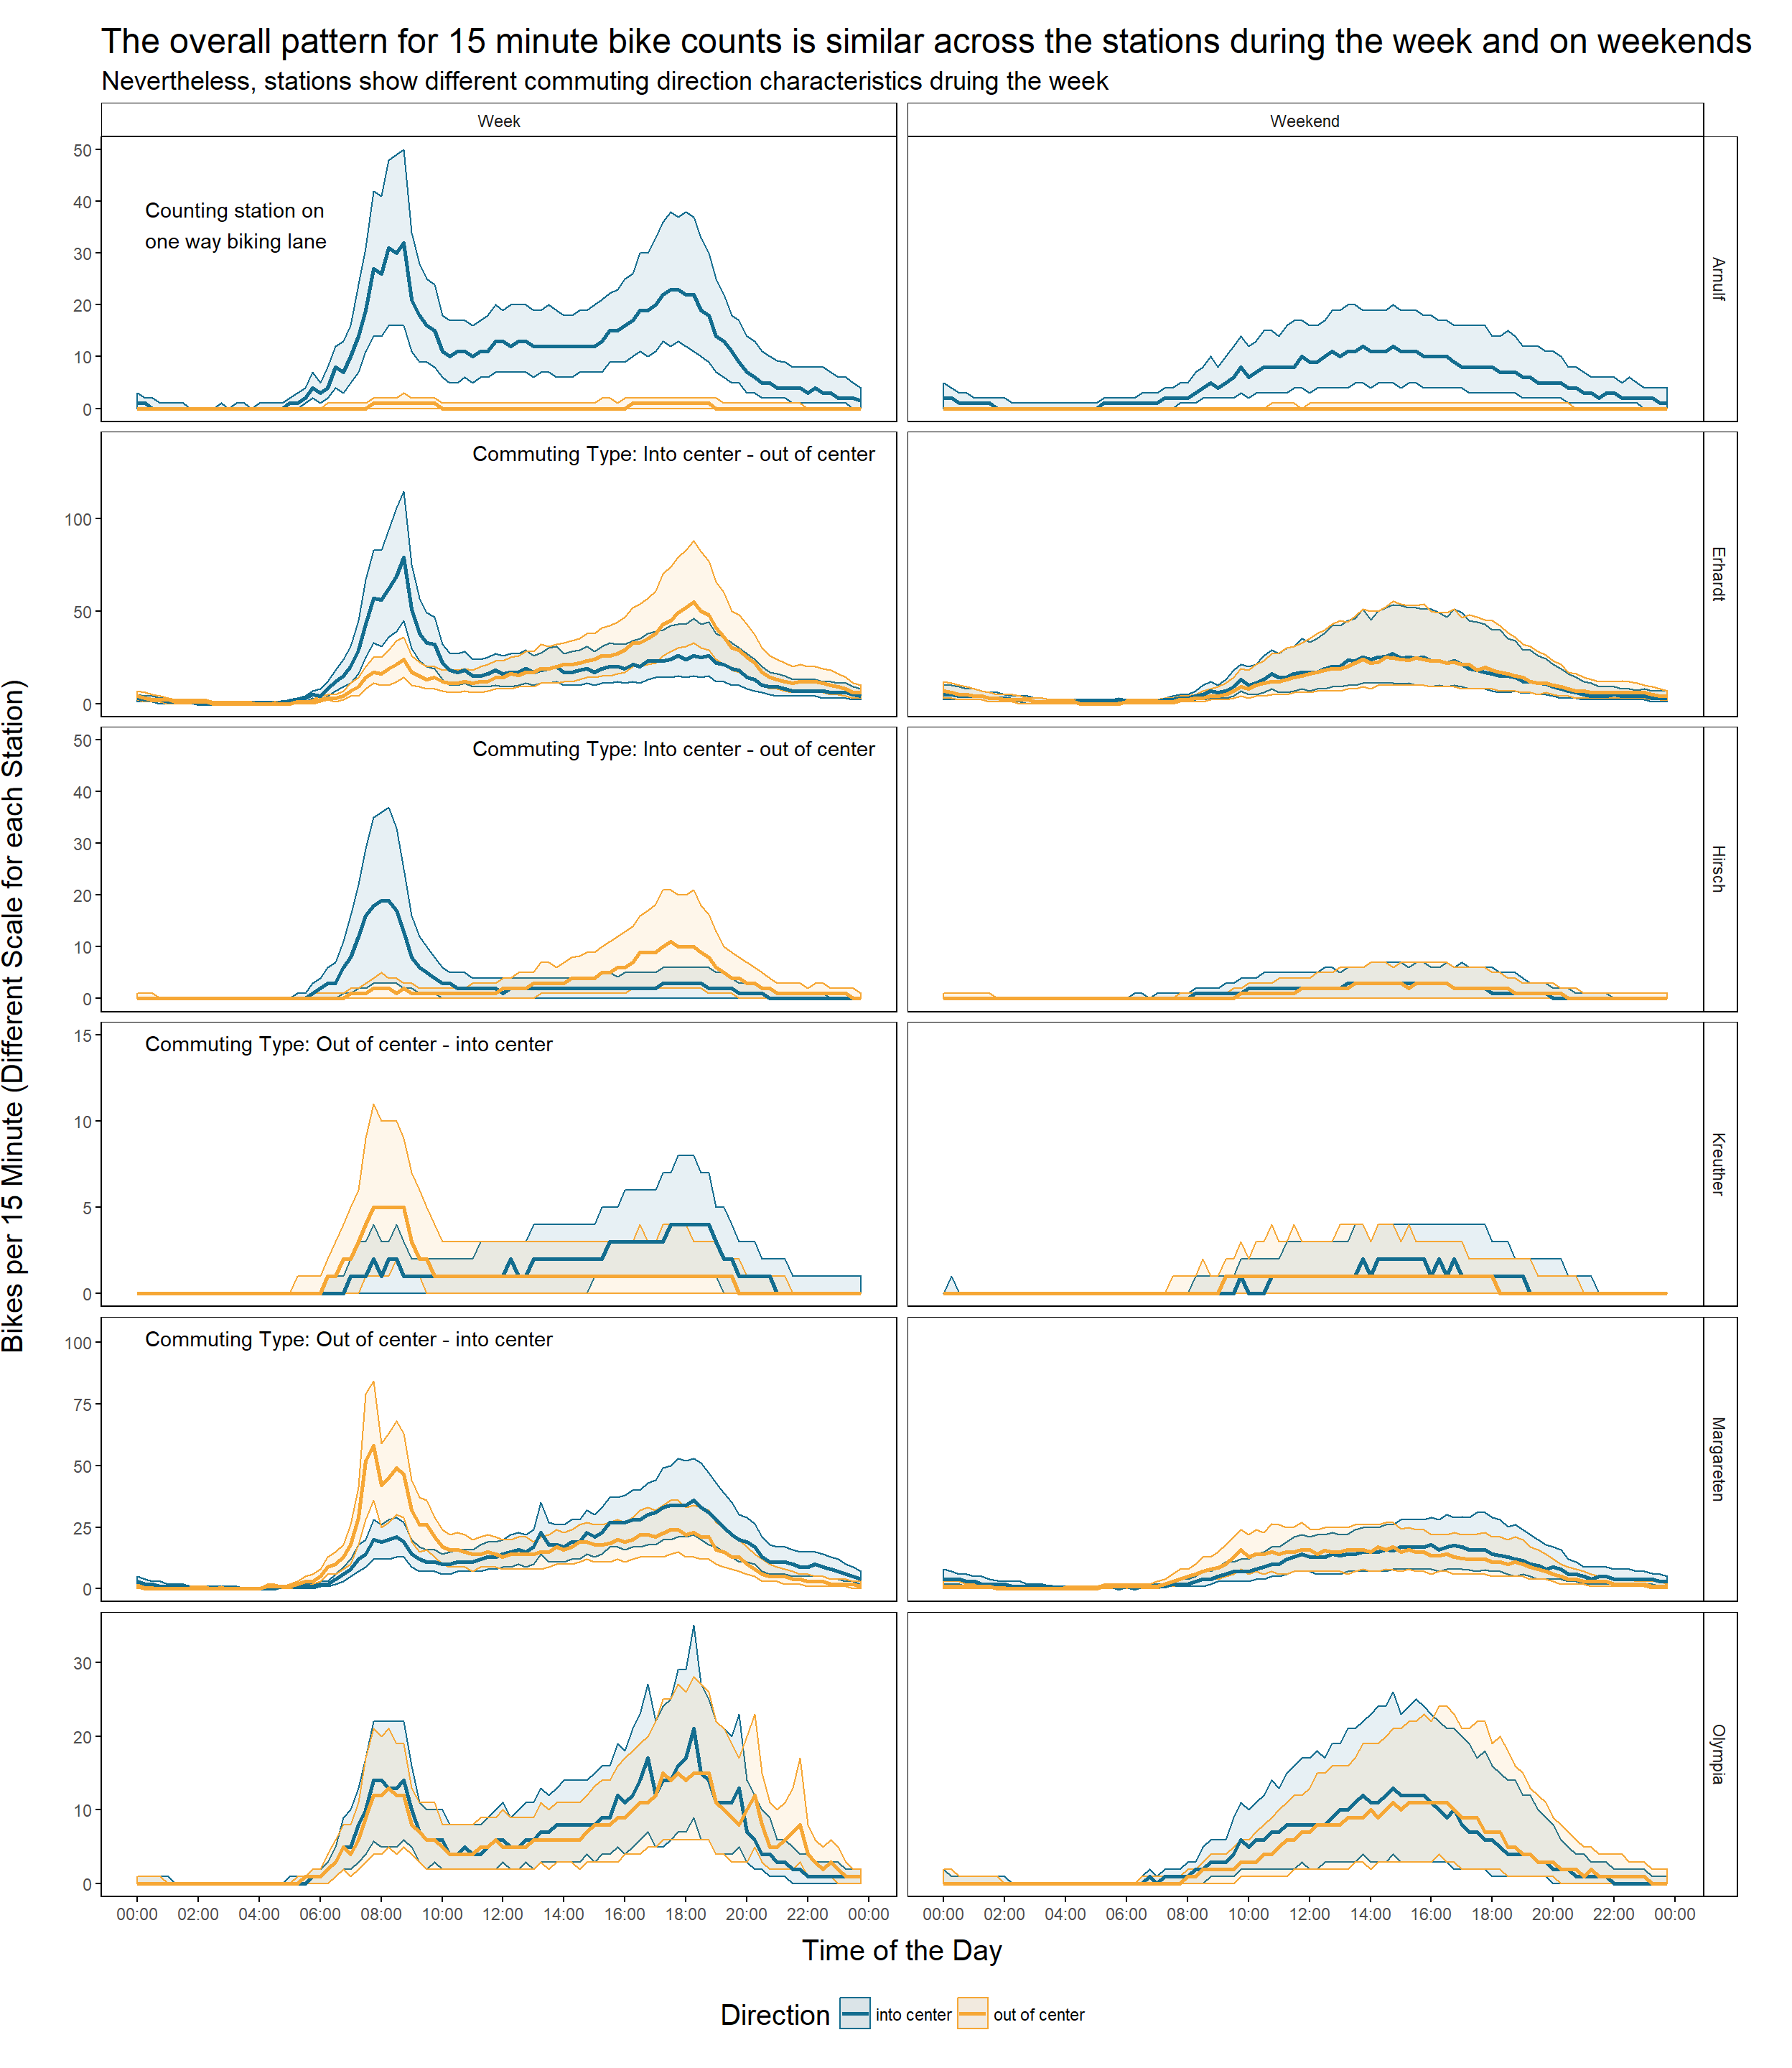 The overall pattern for 15 minute bike counts is similar across the stations during the week and on weekends
Nevertheless, stations show different commuting direction characteristics druing the week
Week
Weekend
Bikes per 15 Minute (Different Scale for each Station)
50
40
30
20
10
0
Counting station on
one way biking lane
Arnulf
100
50
0
Commuting Type: Into center - out of center
Erhardt
50
40
30
20
10
0
Commuting Type: Into center - out of center
Hirsch
15
10
5
0
Commuting Type: Out of center - into center
Kreuther
100
75
50
25
0
Commuting Type: Out of center - into center
Margareten
30
20
10
0
Olympia
00:00 02:00 04:00 06:00 08:00 10:00 12:00 14:00 16:00 18:00 20:00 22:00 00:00
00:00 02:00 04:00 06:00 08:00 10:00 12:00 14:00 16:00 18:00 20:00 22:00 00:00
Time of the Day
Direction into center out of center